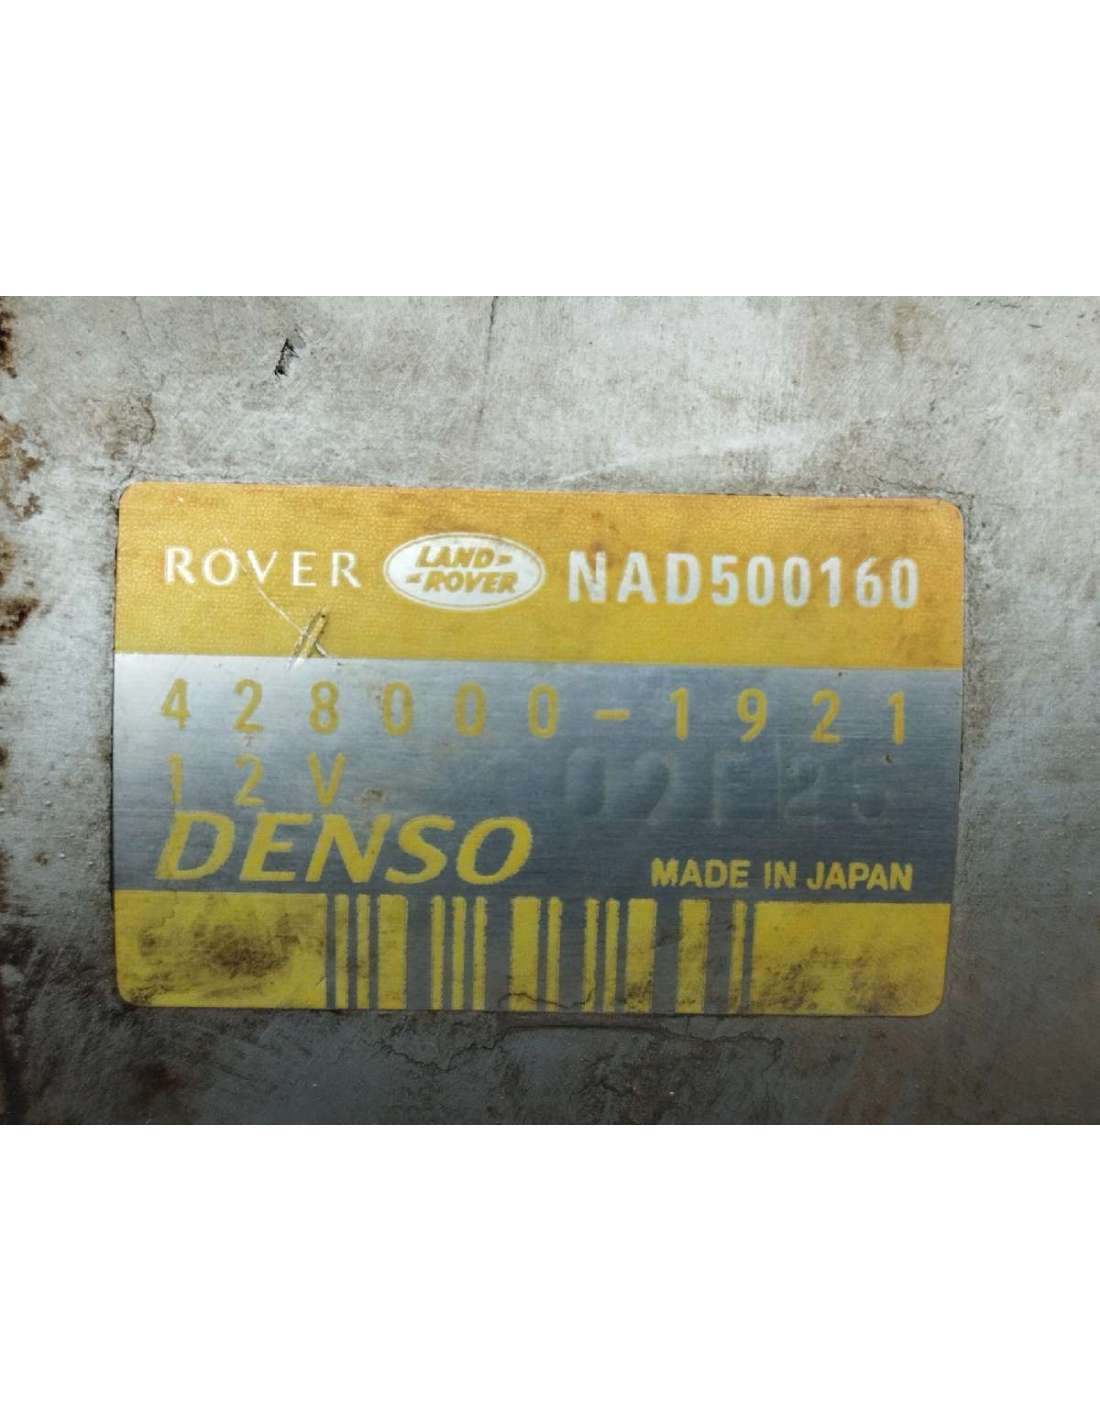 ROVER LAND-ROVER NAD500160
428000-1921
12V
DENSO MADE IN JAPAN